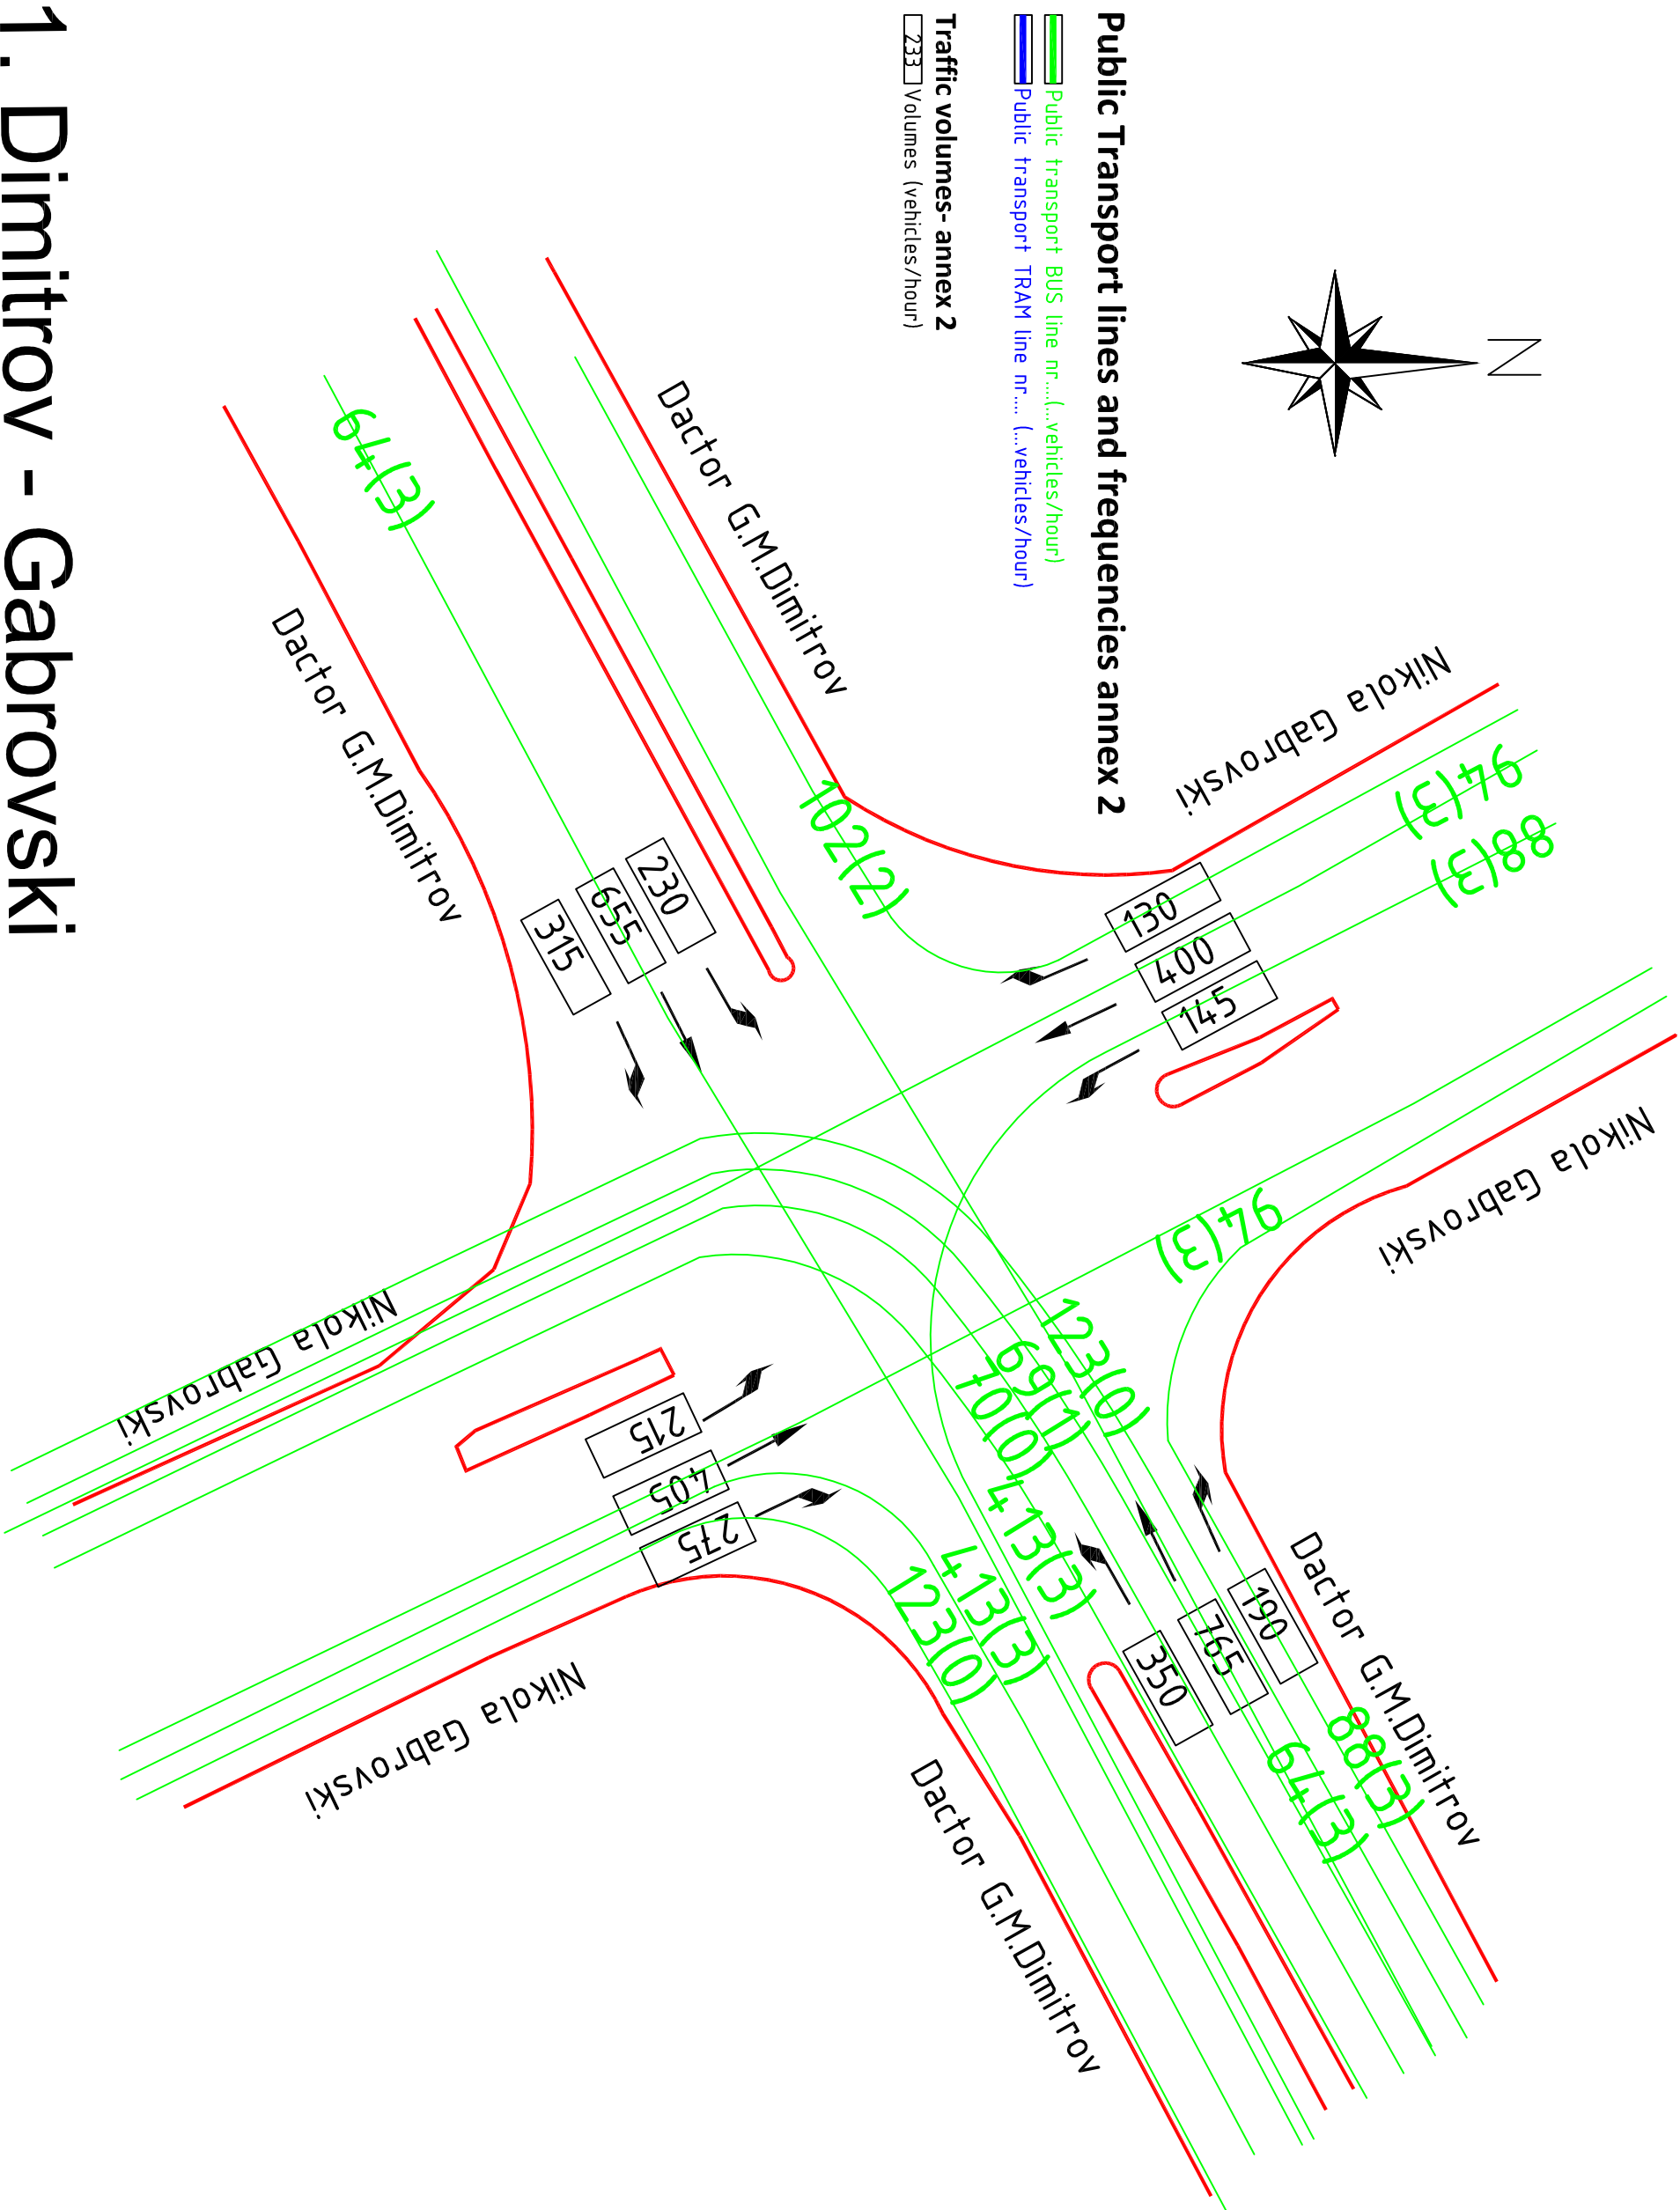 1. Dimitrov - Gabrovski
Public Transport lines and frequencies annex 2
Public transport BUS line nr....(...vehicles/hour)
Public transport TRAM line nr.... (...vehicles/hour)
Traffic volumes- annex 2
233 Volumes (vehicles/hour)
N
Dactor G.M.Dimitrov
Dactor G.M.Dimitrov
64(3)
102(2)
230
655
315
Nikola Gabrovski
94(3)
88(3)
130
400
145
Nikola Gabrovski
94(3)
Nikola Gabrovski
215
405
275
Nikola Gabrovski
123(0)
69(1)
70(0)
413(3)
413(3)
123(0)
190
765
350
Dactor G.M.Dimitrov
88(3)
64(3)
Dactor G.M.Dimitrov